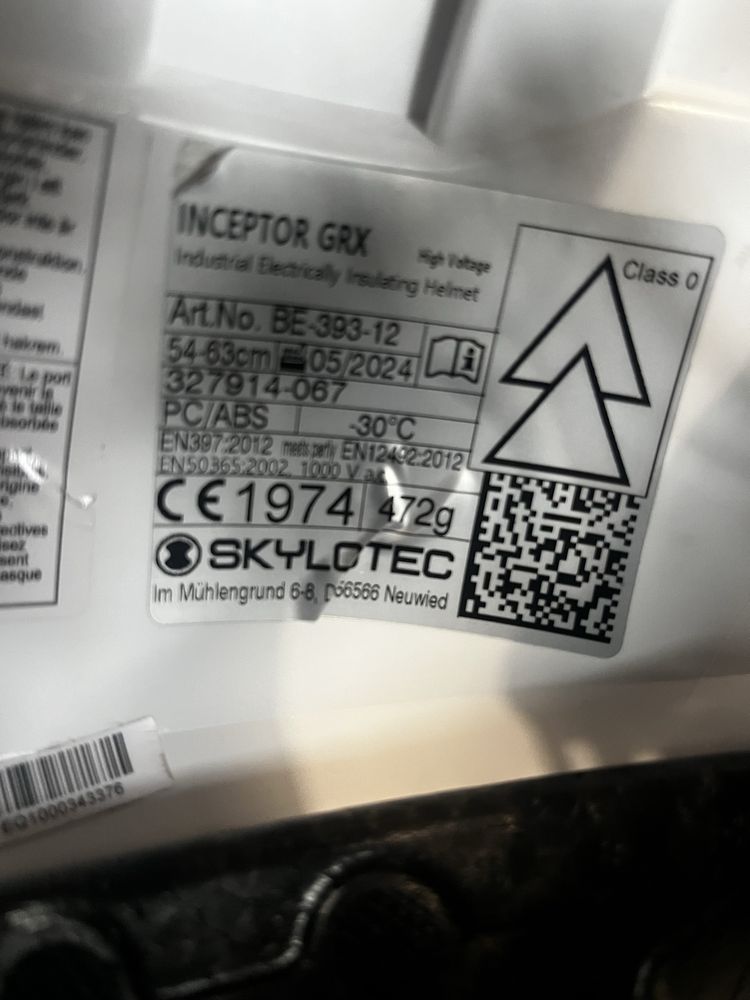 INCEPTOR GRX High Voltage
Industrial Electrically Insulating Helmet
Class 0
Art.No. BE-393-12
54-63cm 05/2024
327914-067
PC/ABS -30°C
EN397:2012 meets partly EN12492:2012
EN50365:2002, 1000 V a.c.
CE 1974 472g
SKYLOTEC
Im Mühlengrund 6-8, D56566 Neuwied
Le port
EQ1000343376